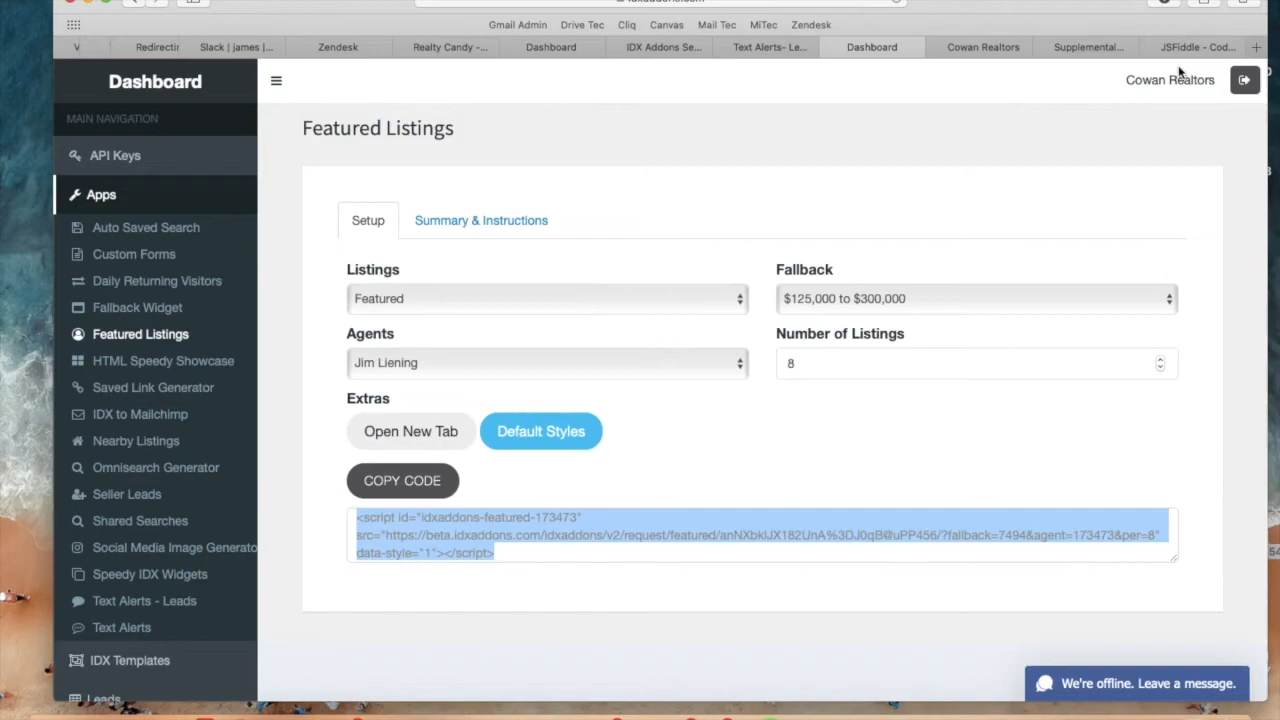 idxaddons.com
Gmail Admin Drive Tec Cliq Canvas Mail Tec MiTec Zendesk
Redirectin Slack | james |... Zendesk Realty Candy -... Dashboard IDX Addons Se... Text Alerts- Le... Dashboard Cowan Realtors Supplemental... JSFiddle - Cod...
Dashboard
Cowan Realtors
MAIN NAVIGATION
Featured Listings
API Keys
Apps
Setup Summary & Instructions
Auto Saved Search
Custom Forms
Daily Returning Visitors
Fallback Widget
Featured Listings
HTML Speedy Showcase
Saved Link Generator
IDX to Mailchimp
Nearby Listings
Omnisearch Generator
Seller Leads
Shared Searches
Social Media Image Generato
Speedy IDX Widgets
Text Alerts - Leads
Text Alerts
IDX Templates
Leads
Listings Fallback
Featured $125,000 to $300,000
Agents Number of Listings
Jim Liening 8
Extras
Open New Tab Default Styles
COPY CODE
<script id="idxaddons-featured-173473"
src="https://beta.idxaddons.com/idxaddons/v2/request/featured/anNXbkljX182UnA%3DJ0qB@uPP456/?fallback=7494&agent=173473&per=8"
data-style="1"></script>
We're offline. Leave a message.